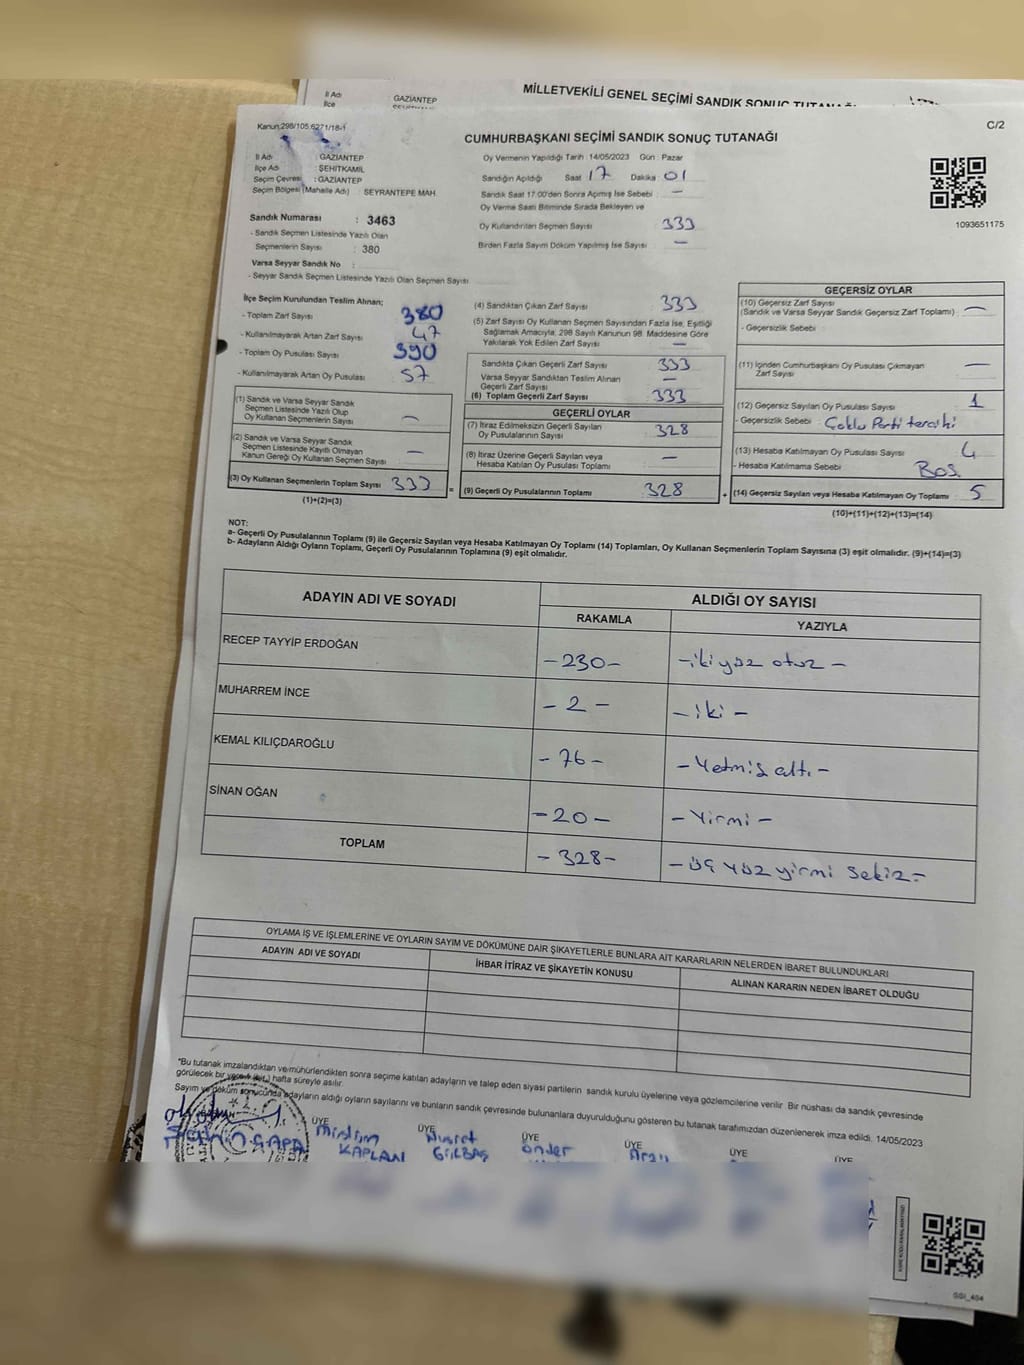 İl Adı : GAZİANTEP
İlçe
MİLLETVEKİLİ GENEL SEÇİMİ SANDIK SONUÇ TUTANAĞI
Kanun:298/105.6271/18-1
C/2
CUMHURBAŞKANI SEÇİMİ SANDIK SONUÇ TUTANAĞI
İl Adı : GAZİANTEP
İlçe Adı : ŞEHİTKAMİL
Seçim Çevresi : GAZİANTEP
Seçim Bölgesi (Mahalle Adı) : SEYRANTEPE MAH.
Oy Vermenin Yapıldığı Tarih :14/05/2023 Gün : Pazar
Sandığın Açıldığı Saat 17 Dakika 01
Sandık Saat 17:00'den Sonra Açılmış İse Sebebi : —
Oy Verme Saati Bitiminde Sırada Bekleyen ve
Oy Kullandırılan Seçmen Sayısı 333
Birden Fazla Sayım Döküm Yapılmış İse Sayısı : —
1093651175
Sandık Numarası : 3463
- Sandık Seçmen Listesinde Yazılı Olan
Seçmenlerin Sayısı : 380
Varsa Seyyar Sandık No :
- Seyyar Sandık Seçmen Listesinde Yazılı Olan Seçmen Sayısı
İlçe Seçim Kurulundan Teslim Alınan;
- Toplam Zarf Sayısı 380
- Kullanılmayarak Artan Zarf Sayısı 47
- Toplam Oy Pusulası Sayısı 390
- Kullanılmayarak Artan Oy Pusulası 57
(1) Sandık ve Varsa Seyyar Sandık
Seçmen Listesinde Yazılı Olup
Oy Kullanan Seçmenlerin Sayısı —
(2) Sandık ve Varsa Seyyar Sandık
Seçmen Listesinde Kayıtlı Olmayan
Kanun Gereği Oy Kullanan Seçmen Sayısı —
(3) Oy Kullanan Seçmenlerin Toplam Sayısı 333 =
(1)+(2)=(3)
(4) Sandıktan Çıkan Zarf Sayısı 333
(5) Zarf Sayısı Oy Kullanan Seçmen Sayısından Fazla İse, Eşitliği
Sağlamak Amacıyla, 298 Sayılı Kanunun 98. Maddesine Göre
Yakılarak Yok Edilen Zarf Sayısı —
Sandıkta Çıkan Geçerli Zarf Sayısı 333
Varsa Seyyar Sandıktan Teslim Alınan
Geçerli Zarf Sayısı —
(6) Toplam Geçerli Zarf Sayısı 333
GEÇERLİ OYLAR
(7) İtiraz Edilmeksizin Geçerli Sayılan
Oy Pusulalarının Sayısı 328
(8) İtiraz Üzerine Geçerli Sayılan veya
Hesaba Katılan Oy Pusulası Toplamı —
(9) Geçerli Oy Pusulalarının Toplamı 328 +
GEÇERSİZ OYLAR
(10) Geçersiz Zarf Sayısı
(Sandık ve Varsa Seyyar Sandık Geçersiz Zarf Toplamı) : —
- Geçersizlik Sebebi :
(11) İçinden Cumhurbaşkanı Oy Pusulası Çıkmayan
Zarf Sayısı —
(12) Geçersiz Sayılan Oy Pusulası Sayısı 1
- Geçersizlik Sebebi : Çoklu Parti tercihi
(13) Hesaba Katılmayan Oy Pusulası Sayısı 4
- Hesaba Katılmama Sebebi Boş
(14) Geçersiz Sayılan veya Hesaba Katılmayan Oy Toplamı 5
(10)+(11)+(12)+(13)=(14)
NOT:
a- Geçerli Oy Pusulalarının Toplamı (9) ile Geçersiz Sayılan veya Hesaba Katılmayan Oy Toplamı (14) Toplamları, Oy Kullanan Seçmenlerin Toplam Sayısına (3) eşit olmalıdır. (9)+(14)=(3)
b- Adayların Aldığı Oyların Toplamı, Geçerli Oy Pusulalarının Toplamına (9) eşit olmalıdır.
ADAYIN ADI VE SOYADI
ALDIĞI OY SAYISI
RAKAMLA YAZIYLA
RECEP TAYYİP ERDOĞAN -230- -iki yüz otuz -
MUHARREM İNCE - 2 - - iki -
KEMAL KILIÇDAROĞLU - 76 - - Yetmiş altı -
SİNAN OĞAN - 20 - - Yirmi -
TOPLAM - 328 - - üç yüz yirmi sekiz -
OYLAMA İŞ VE İŞLEMLERİNE VE OYLARIN SAYIM VE DÖKÜMÜNE DAİR ŞİKAYETLERLE BUNLARA AİT KARARLARIN NELERDEN İBARET BULUNDUKLARI
ADAYIN ADI VE SOYADI İHBAR İTİRAZ VE ŞİKAYETİN KONUSU ALINAN KARARIN NEDEN İBARET OLDUĞU
*Bu tutanak imzalandıktan ve mühürlendikten sonra seçime katılan adayların ve talep eden siyasi partilerin sandık kurulu üyelerine veya gözlemcilerine verilir. Bir nüshası da sandık çevresinde
görülecek bir yere (bir) hafta süreyle asılır.
Sayım ve döküm sonucunda adayların aldığı oyların sayılarını ve bunların sandık çevresinde bulunanlara duyurulduğunu gösteren bu tutanak tarafımızdan düzenlenerek imza edildi. 14/05/2023
ÜYE ÜYE ÜYE ÜYE ÜYE ÜYE
KAPLAN
Nusret GÜLBAŞ
Önder
SSI_404